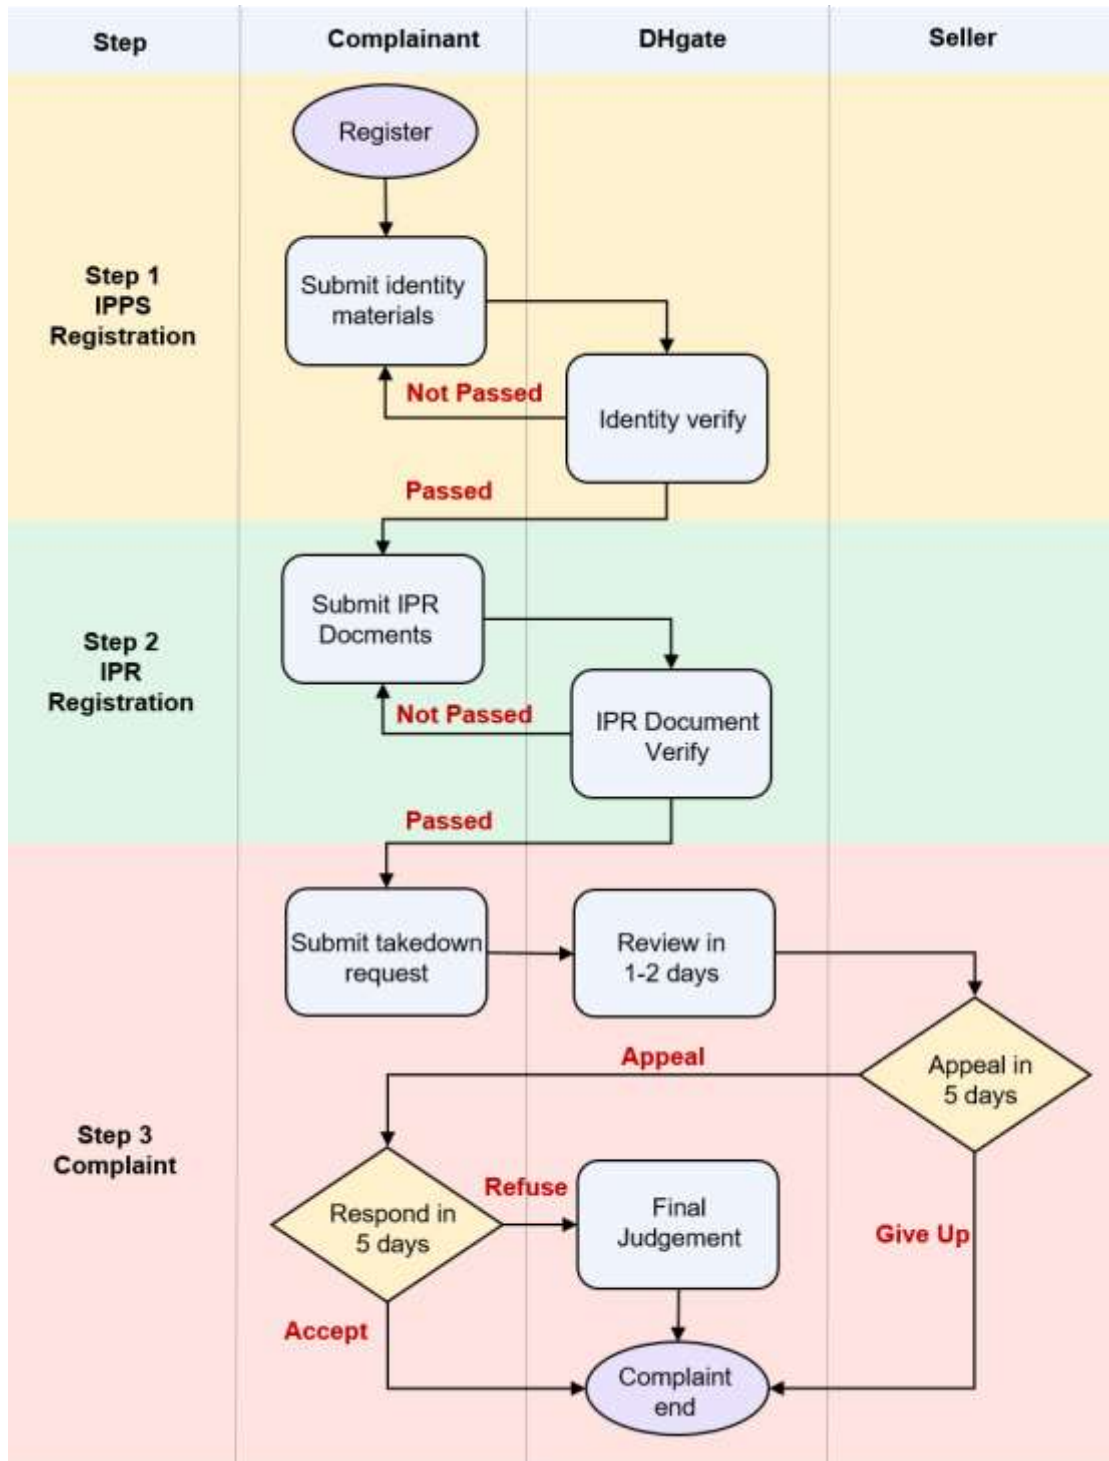 Step
Complainant
DHgate
Seller
Register
Step 1
IPPS
Registration
Submit identity
materials
Not Passed
Identity verify
Passed
Step 2
IPR
Registration
Submit IPR
Docments
Not Passed
IPR Document
Verify
Passed
Step 3
Complaint
Submit takedown
request
Review in
1-2 days
Appeal in
5 days
Appeal
Respond in
5 days
Refuse
Final
Judgement
Give Up
Accept
Complaint
end